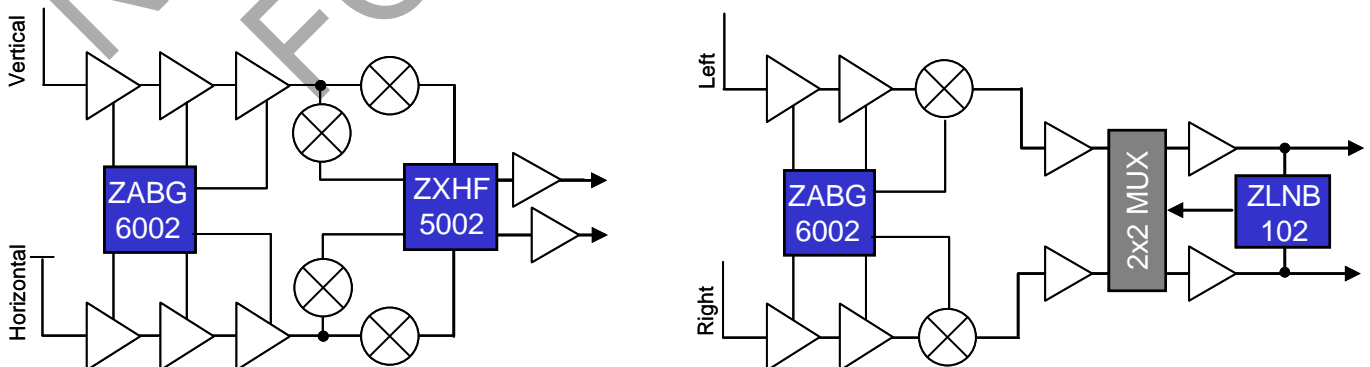 Vertical
ZABG
6002
ZXHF
5002
Horizontal
Left
ZABG
6002
2x2 MUX
ZLNB
102
Right